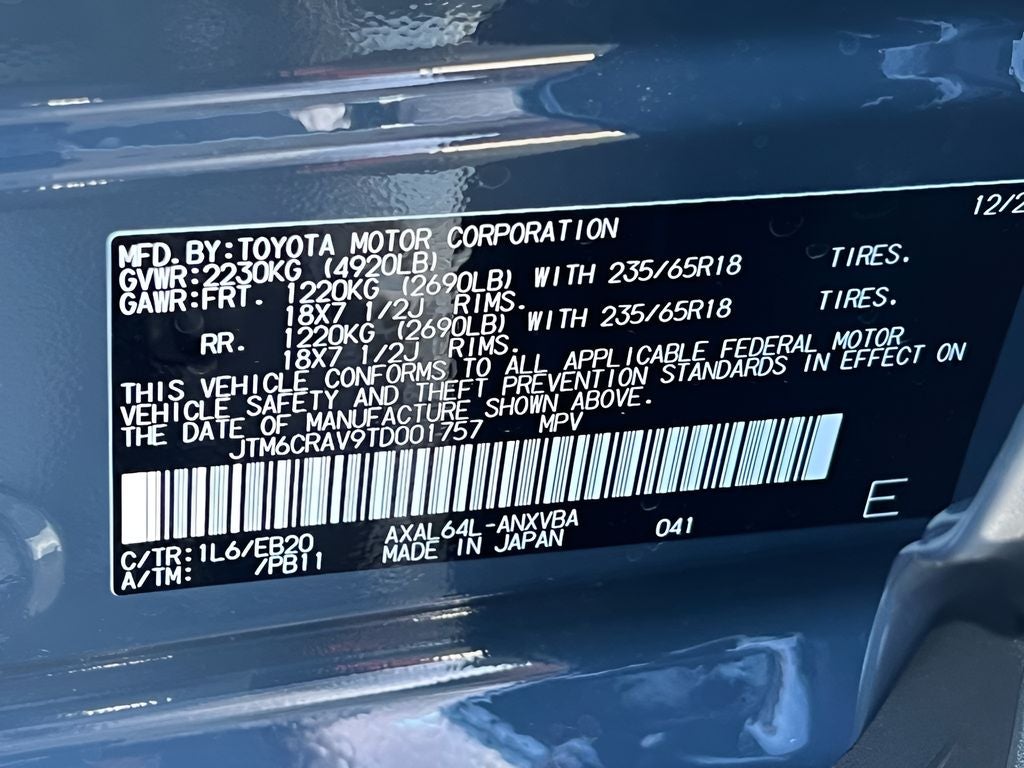 12/2
MFD. BY: TOYOTA MOTOR CORPORATION
GVWR: 2230KG (4920LB)
GAWR: FRT. 1220KG (2690LB) WITH 235/65R18 TIRES.
18X7 1/2J RIMS.
RR. 1220KG (2690LB) WITH 235/65R18 TIRES.
18X7 1/2J RIMS.
THIS VEHICLE CONFORMS TO ALL APPLICABLE FEDERAL MOTOR
VEHICLE SAFETY AND THEFT PREVENTION STANDARDS IN EFFECT ON
THE DATE OF MANUFACTURE SHOWN ABOVE.
JTM6CRAV9TD001757 MPV
E
C/TR: 1L6/EB20 AXAL64L-ANXVBA 041
A/TM: /PB11 MADE IN JAPAN